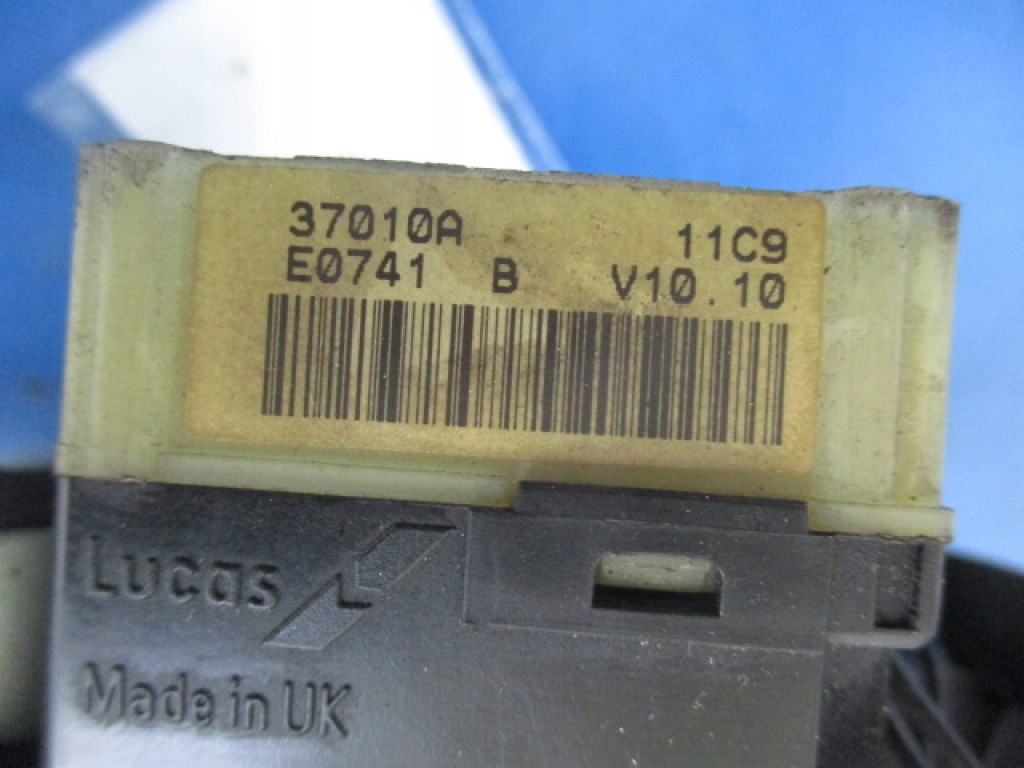 37010A 11C9
E0741 B V10.10
Lucas
Made in UK